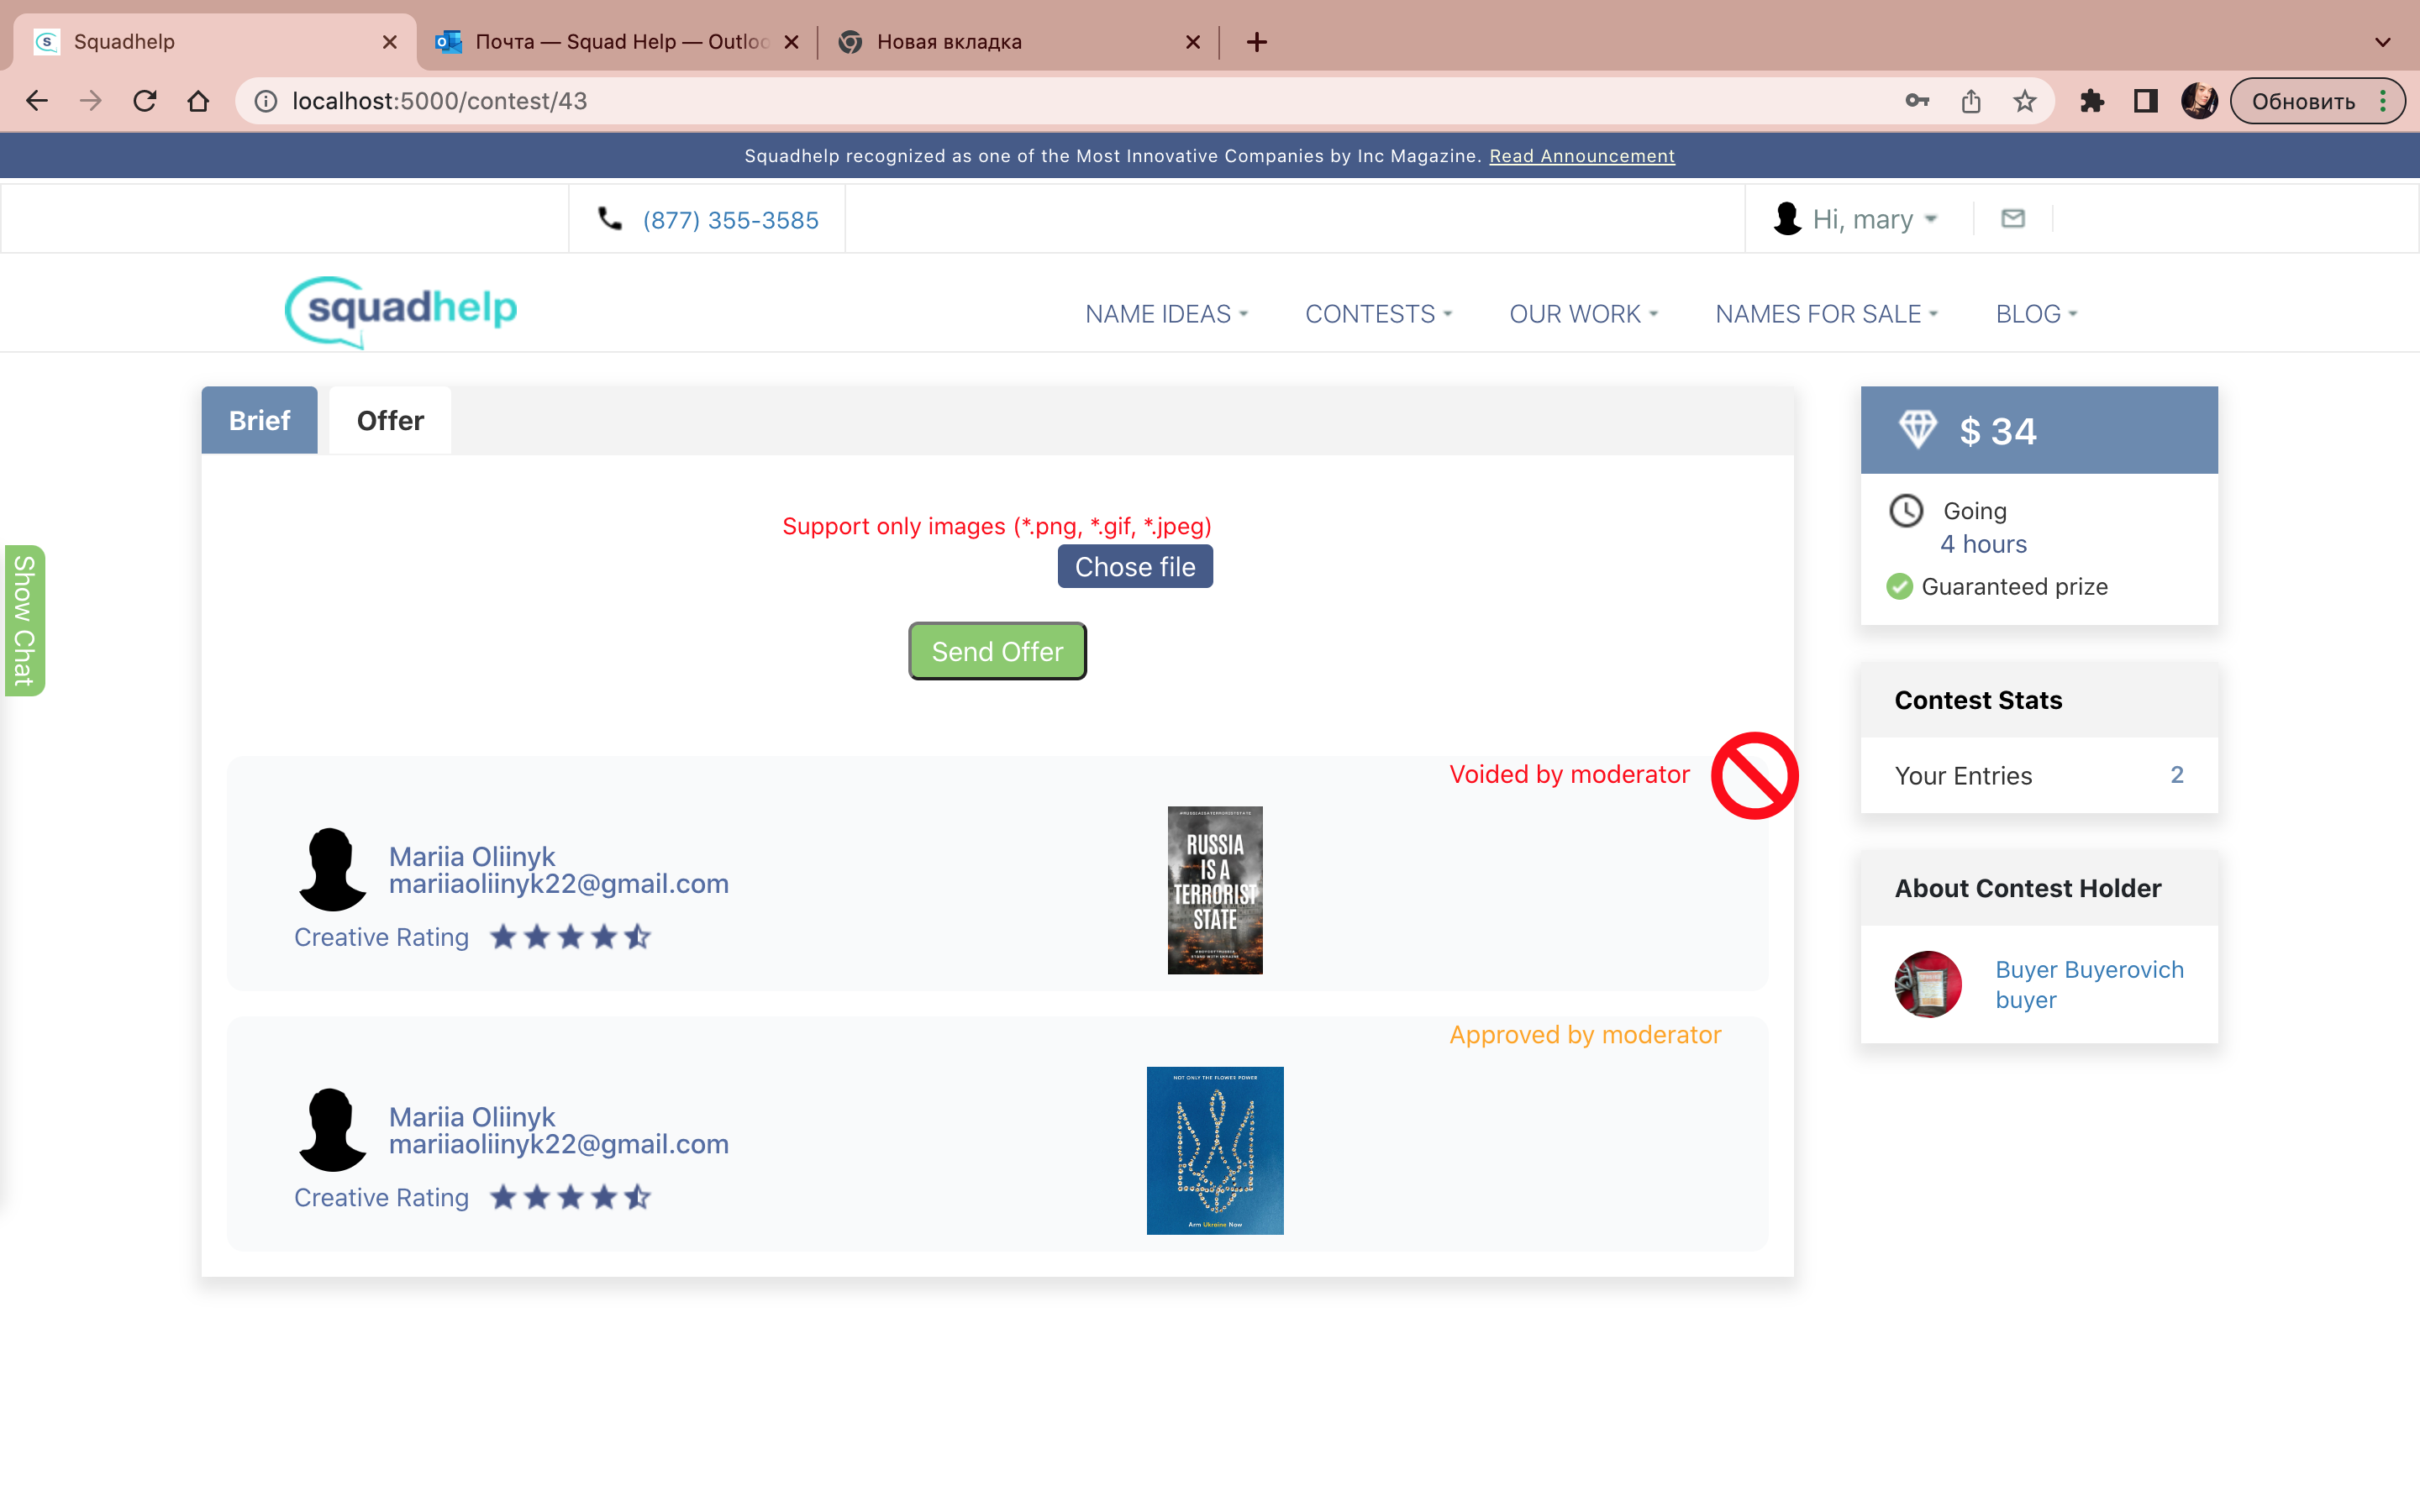 Squadhelp
Почта — Squad Help — Outloo
Новая вкладка
localhost:5000/contest/43
Обновить
Squadhelp recognized as one of the Most Innovative Companies by Inc Magazine. Read Announcement
(877) 355-3585
Hi, mary
squadhelp
NAME IDEAS
CONTESTS
OUR WORK
NAMES FOR SALE
BLOG
Brief
Offer
$ 34
Going
4 hours
Guaranteed prize
Support only images (*.png, *.gif, *.jpeg)
Chose file
Send Offer
Show Chat
Contest Stats
Your Entries
2
Voided by moderator
Mariia Oliinyk
mariiaoliinyk22@gmail.com
Creative Rating
RUSSIA
IS A
TERRORIST
STATE
About Contest Holder
Buyer Buyerovich
buyer
Approved by moderator
Mariia Oliinyk
mariiaoliinyk22@gmail.com
Creative Rating
NOT ONLY THE FLOWER POWER
Arm Ukraine Now